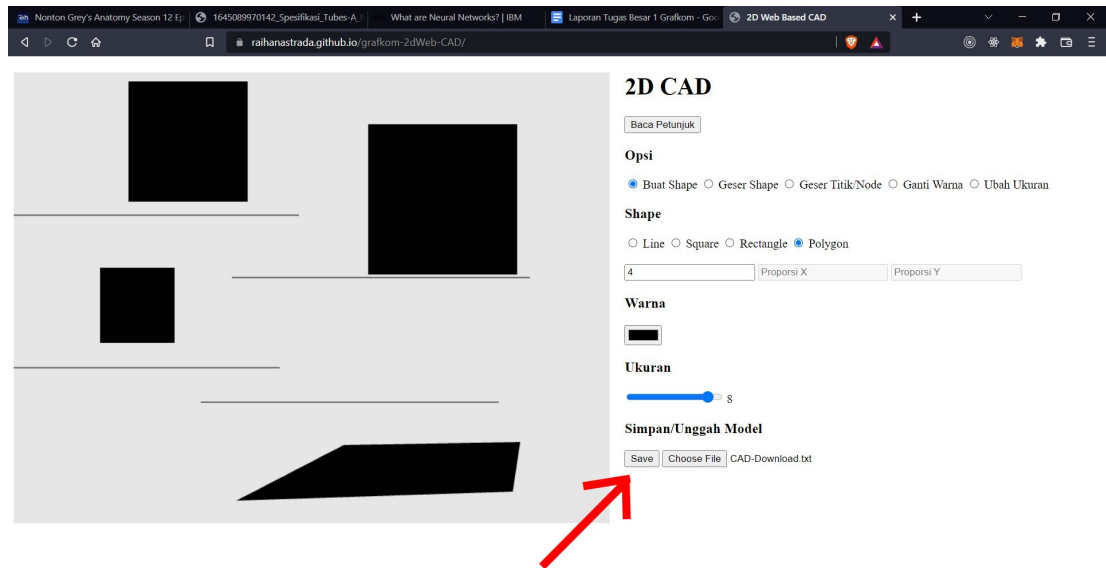 Nonton Grey's Anatomy Season 12 Ep
1645089970142_Spesifikasi_Tubes-A_
What are Neural Networks? | IBM
Laporan Tugas Besar 1 Grafkom - Goo
2D Web Based CAD
raihanastrada.github.io/grafkom-2dWeb-CAD/
2D CAD
Baca Petunjuk
Opsi
Buat Shape Geser Shape Geser Titik/Node Ganti Warna Ubah Ukuran
Shape
Line Square Rectangle Polygon
4 Proporsi X Proporsi Y
Warna
Ukuran
8
Simpan/Unggah Model
Save Choose File CAD-Download.txt